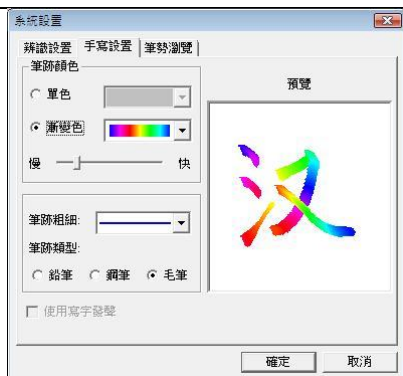 系統設置
辨識設置 手寫設置 筆勢瀏覽
筆跡顏色
單色
漸變色
慢 快
筆跡粗細:
筆跡類型:
鉛筆 鋼筆 毛筆
使用寫字發聲
預覽
汉
確定 取消